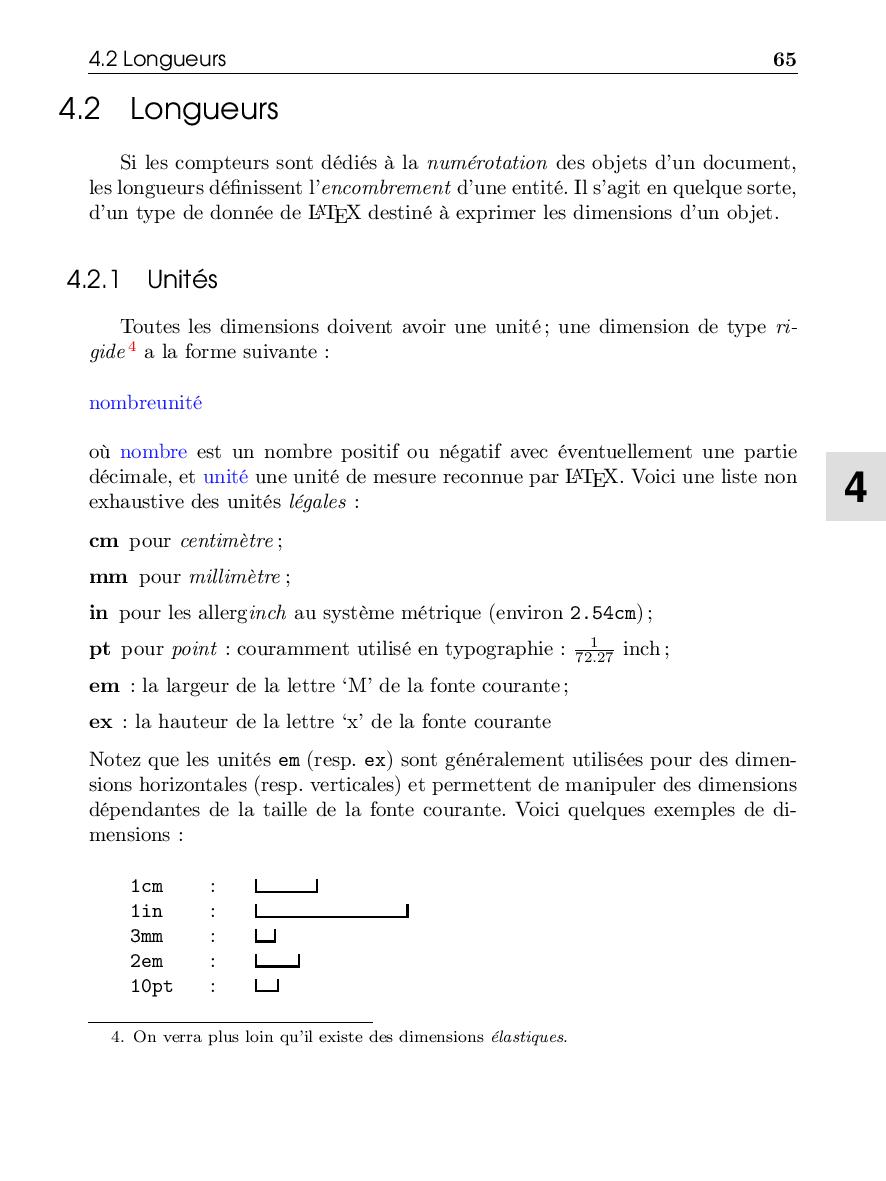 4.2 Longueurs 65
4.2 Longueurs
Si les compteurs sont dédiés à la numérotation des objets d'un document,
les longueurs définissent l'encombrement d'une entité. Il s'agit en quelque sorte,
d'un type de donnée de LATEX destiné à exprimer les dimensions d'un objet.
4.2.1 Unités
Toutes les dimensions doivent avoir une unité ; une dimension de type ri-
gide 4 a la forme suivante :
nombreunité
où nombre est un nombre positif ou négatif avec éventuellement une partie
décimale, et unité une unité de mesure reconnue par LATEX. Voici une liste non
exhaustive des unités légales :
4
cm pour centimètre ;
mm pour millimètre ;
in pour les allerginch au système métrique (environ 2.54cm) ;
pt pour point : couramment utilisé en typographie : 1/72.27 inch ;
em : la largeur de la lettre ‘M’ de la fonte courante ;
ex : la hauteur de la lettre ‘x’ de la fonte courante
Notez que les unités em (resp. ex) sont généralement utilisées pour des dimen-
sions horizontales (resp. verticales) et permettent de manipuler des dimensions
dépendantes de la taille de la fonte courante. Voici quelques exemples de di-
mensions :
1cm :
1in :
3mm :
2em :
10pt :
4. On verra plus loin qu'il existe des dimensions élastiques.